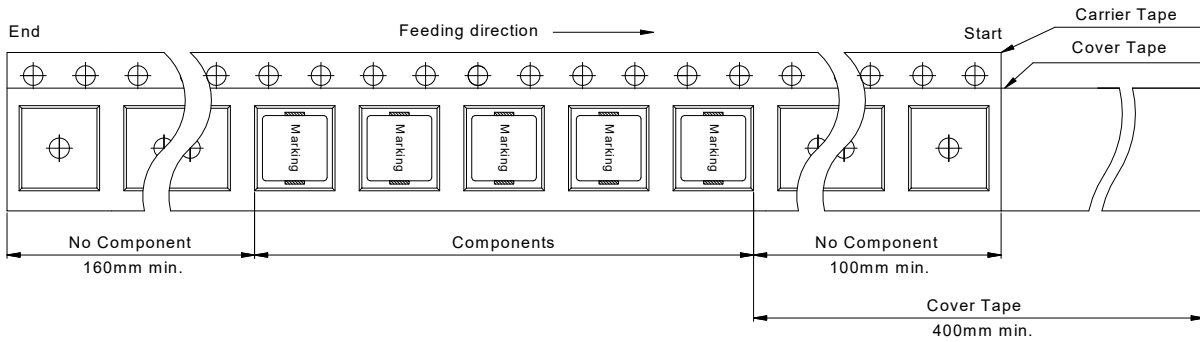 Carrier Tape
End
Feeding direction
Start
Cover Tape
Marking
Marking
Marking
Marking
Marking
No Component
160mm min.
Components
No Component
100mm min.
Cover Tape
400mm min.